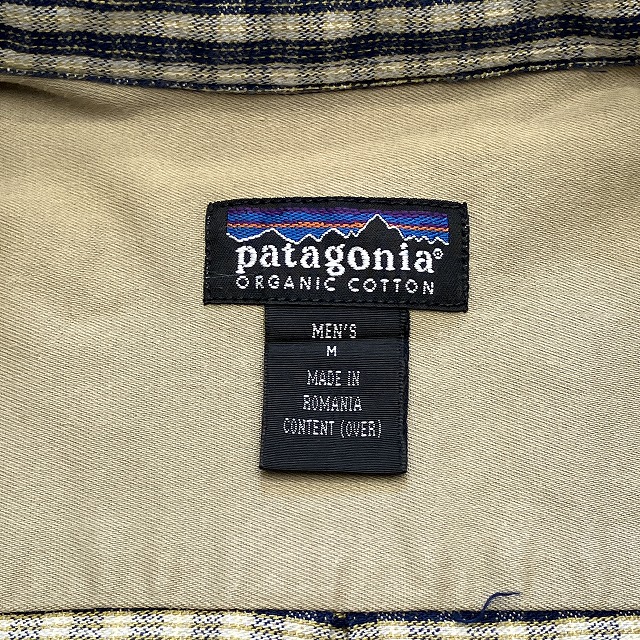 patagonia®
ORGANIC COTTON
MEN'S
M
MADE IN
ROMANIA
CONTENT (OVER)